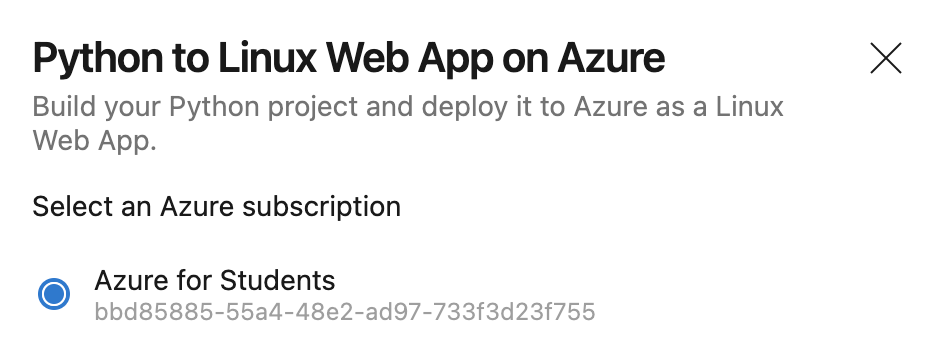 Python to Linux Web App on Azure
Build your Python project and deploy it to Azure as a Linux
Web App.
Select an Azure subscription
Azure for Students
bbd85885-55a4-48e2-ad97-733f3d23f755